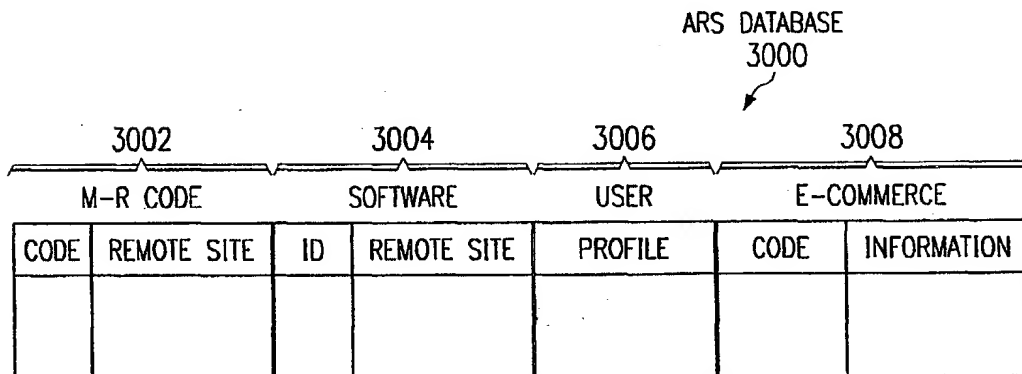 ARS DATABASE
3000
3002 3004 3006 3008
M-R CODE SOFTWARE USER E-COMMERCE
CODE REMOTE SITE ID REMOTE SITE PROFILE CODE INFORMATION